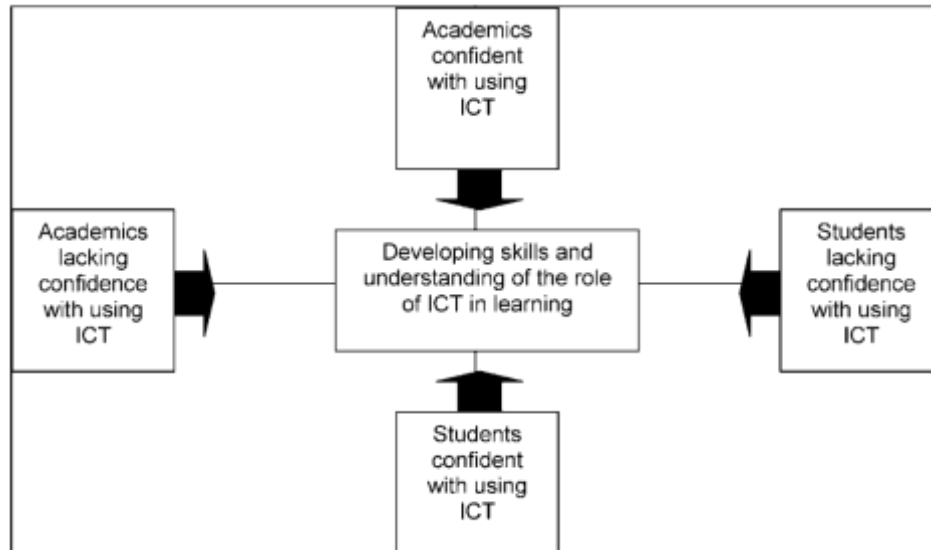 Academics
confident
with using
ICT
Academics
lacking
confidence
with using
ICT
Developing skills and
understanding of the role
of ICT in learning
Students
lacking
confidence
with using
ICT
Students
confident
with using
ICT